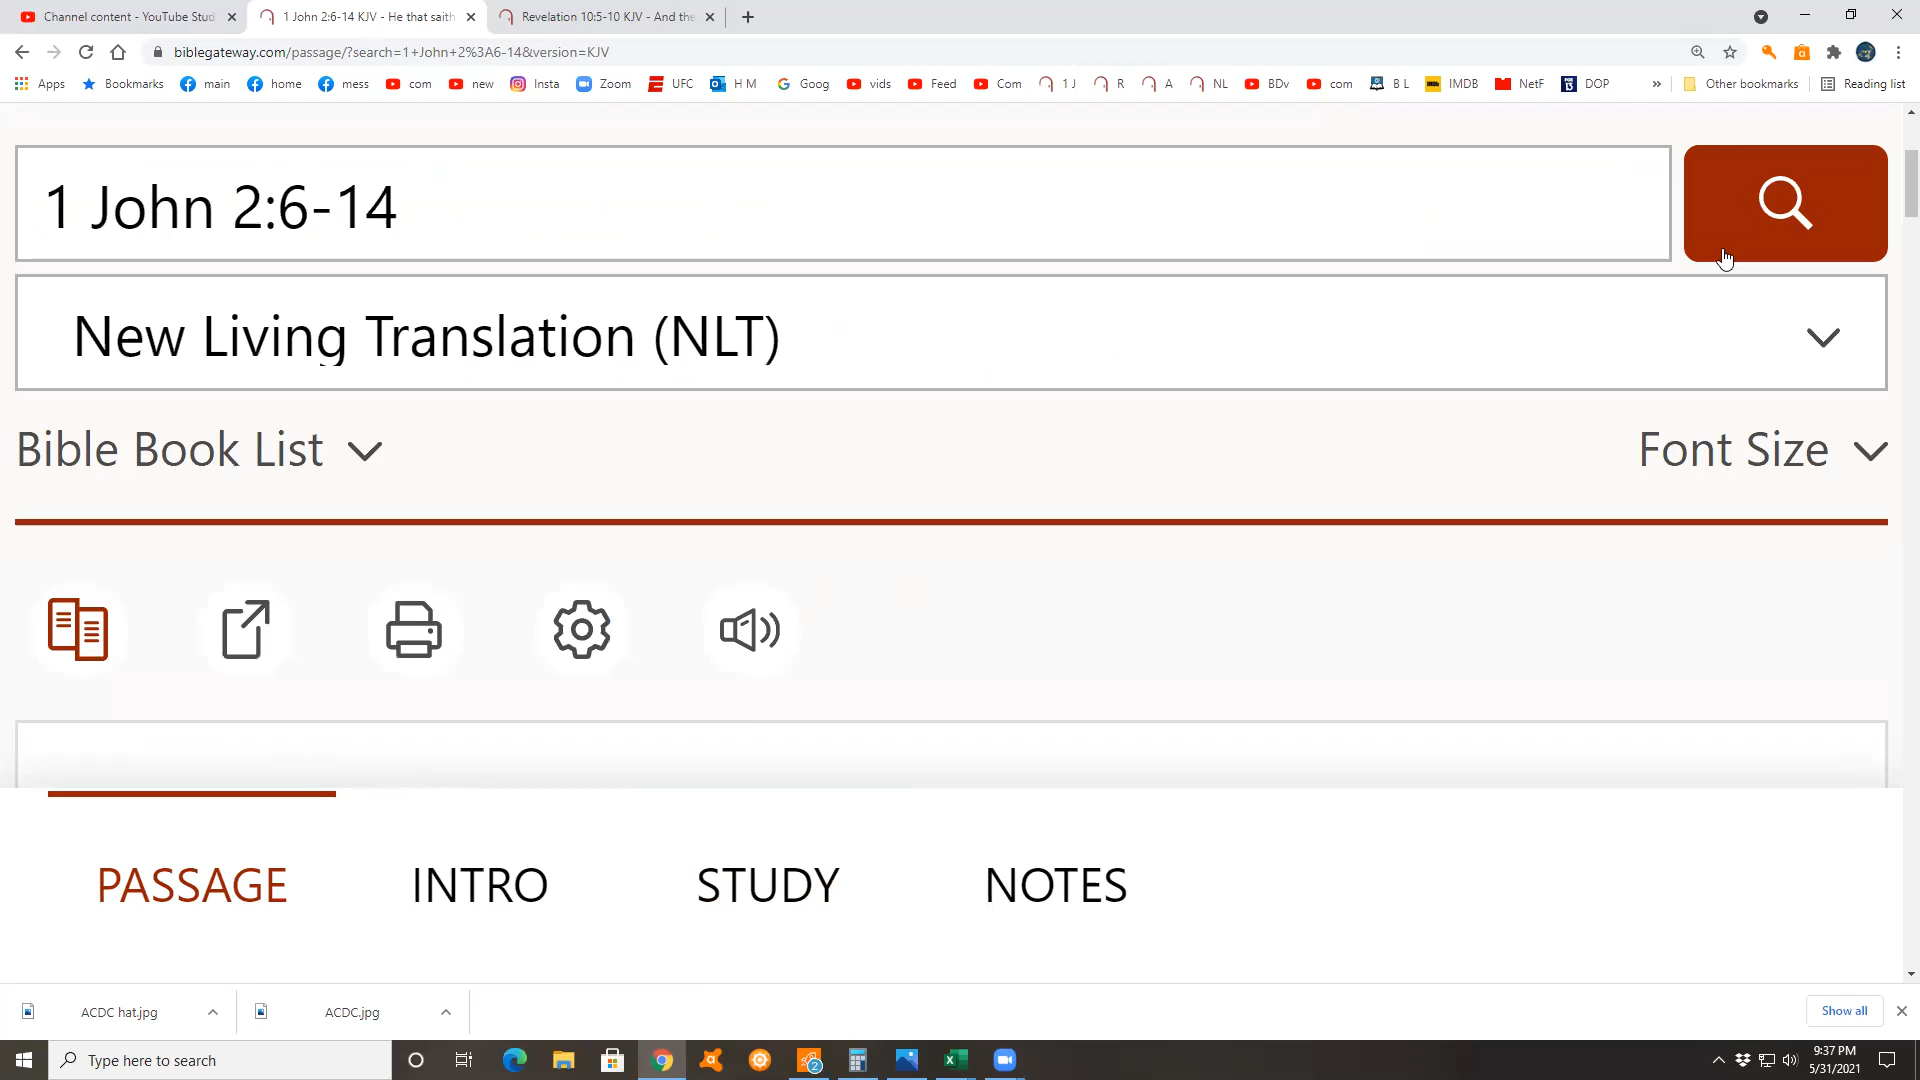 Channel content - YouTube Stud
1 John 2:6-14 KJV - He that saith
Revelation 10:5-10 KJV - And the
biblegateway.com/passage/?search=1+John+2%3A6-14&version=KJV
Apps Bookmarks main home mess com new Insta Zoom UFC H M Goog vids Feed Com 1 J R A NL BDv com B L IMDB NetF DOP » Other bookmarks Reading list
1 John 2:6-14
New Living Translation (NLT)
Bible Book List Font Size
PASSAGE INTRO STUDY NOTES
ACDC hat.jpg ACDC.jpg Show all
Type here to search
2
9:37 PM
5/31/2021